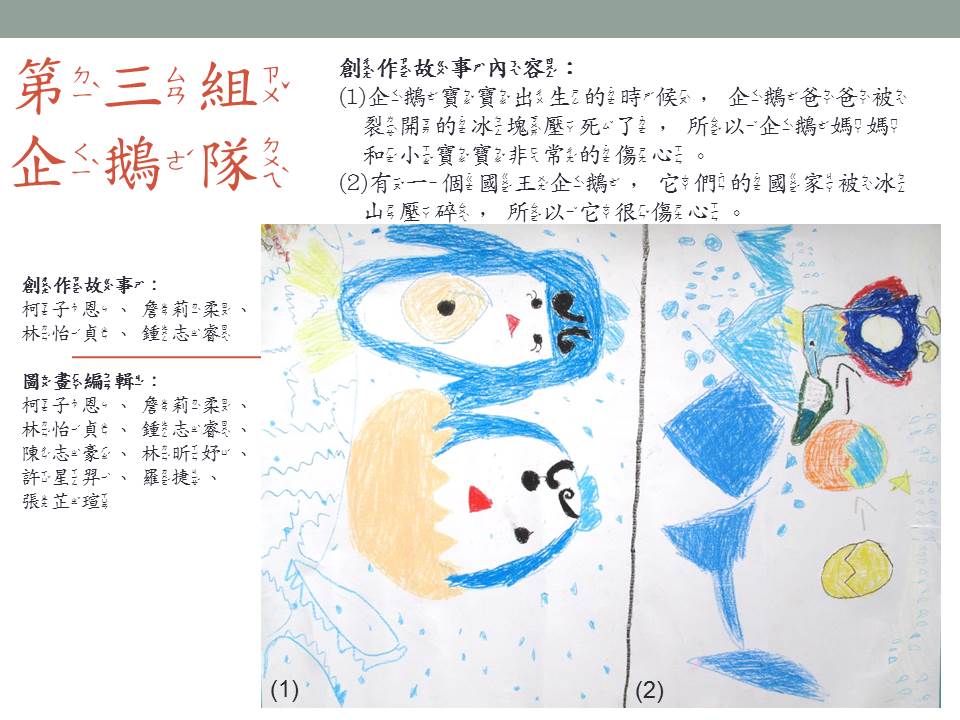 第三組
企鵝隊
創作故事內容：
(1)企鵝寶寶出生的時候，企鵝爸爸被
裂開的冰塊壓死了，所以企鵝媽媽
和小寶寶非常的傷心。
(2)有一個國王企鵝，它們的國家被冰
山壓碎，所以它很傷心。
創作故事：
柯子恩、詹莉柔、
林怡貞、鍾志睿
圖畫編輯：
柯子恩、詹莉柔、
林怡貞、鍾志睿、
陳志豪、林昕妤、
許星羿、羅捷、
張芷瑄
(1)
(2)